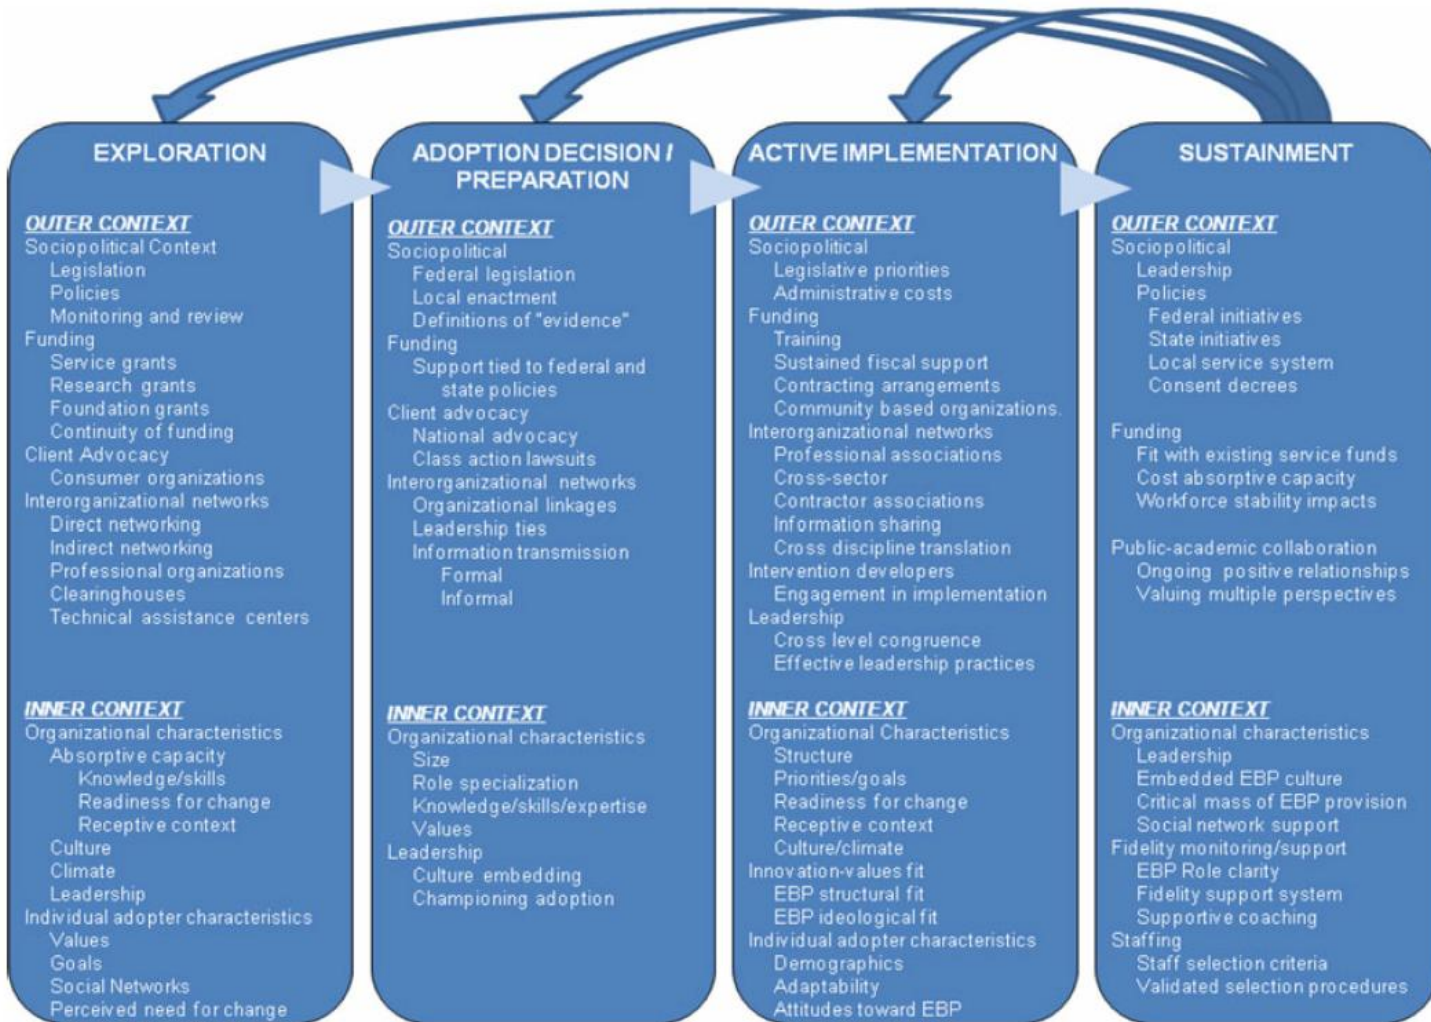 EXPLORATION
OUTER CONTEXT
Sociopolitical Context
Legislation
Policies
Monitoring and review
Funding
Service grants
Research grants
Foundation grants
Continuity of funding
Client Advocacy
Consumer organizations
Interorganizational networks
Direct networking
Indirect networking
Professional organizations
Clearinghouses
Technical assistance centers
INNER CONTEXT
Organizational characteristics
Absorptive capacity
Knowledge/skills
Readiness for change
Receptive context
Culture
Climate
Leadership
Individual adopter characteristics
Values
Goals
Social Networks
Perceived need for change
ADOPTION DECISION /
PREPARATION
OUTER CONTEXT
Sociopolitical
Federal legislation
Local enactment
Definitions of "evidence"
Funding
Support tied to federal and
state policies
Client advocacy
National advocacy
Class action lawsuits
Interorganizational networks
Organizational linkages
Leadership ties
Information transmission
Formal
Informal
INNER CONTEXT
Organizational characteristics
Size
Role specialization
Knowledge/skills/expertise
Values
Leadership
Culture embedding
Championing adoption
ACTIVE IMPLEMENTATION
OUTER CONTEXT
Sociopolitical
Legislative priorities
Administrative costs
Funding
Training
Sustained fiscal support
Contracting arrangements
Community based organizations.
Interorganizational networks
Professional associations
Cross-sector
Contractor associations
Information sharing
Cross discipline translation
Intervention developers
Engagement in implementation
Leadership
Cross level congruence
Effective leadership practices
INNER CONTEXT
Organizational Characteristics
Structure
Priorities/goals
Readiness for change
Receptive context
Culture/climate
Innovation-values fit
EBP structural fit
EBP ideological fit
Individual adopter characteristics
Demographics
Adaptability
Attitudes toward EBP
SUSTAINMENT
OUTER CONTEXT
Sociopolitical
Leadership
Policies
Federal initiatives
State initiatives
Local service system
Consent decrees
Funding
Fit with existing service funds
Cost absorptive capacity
Workforce stability impacts
Public-academic collaboration
Ongoing positive relationships
Valuing multiple perspectives
INNER CONTEXT
Organizational characteristics
Leadership
Embedded EBP culture
Critical mass of EBP provision
Social network support
Fidelity monitoring/support
EBP Role clarity
Fidelity support system
Supportive coaching
Staffing
Staff selection criteria
Validated selection procedures